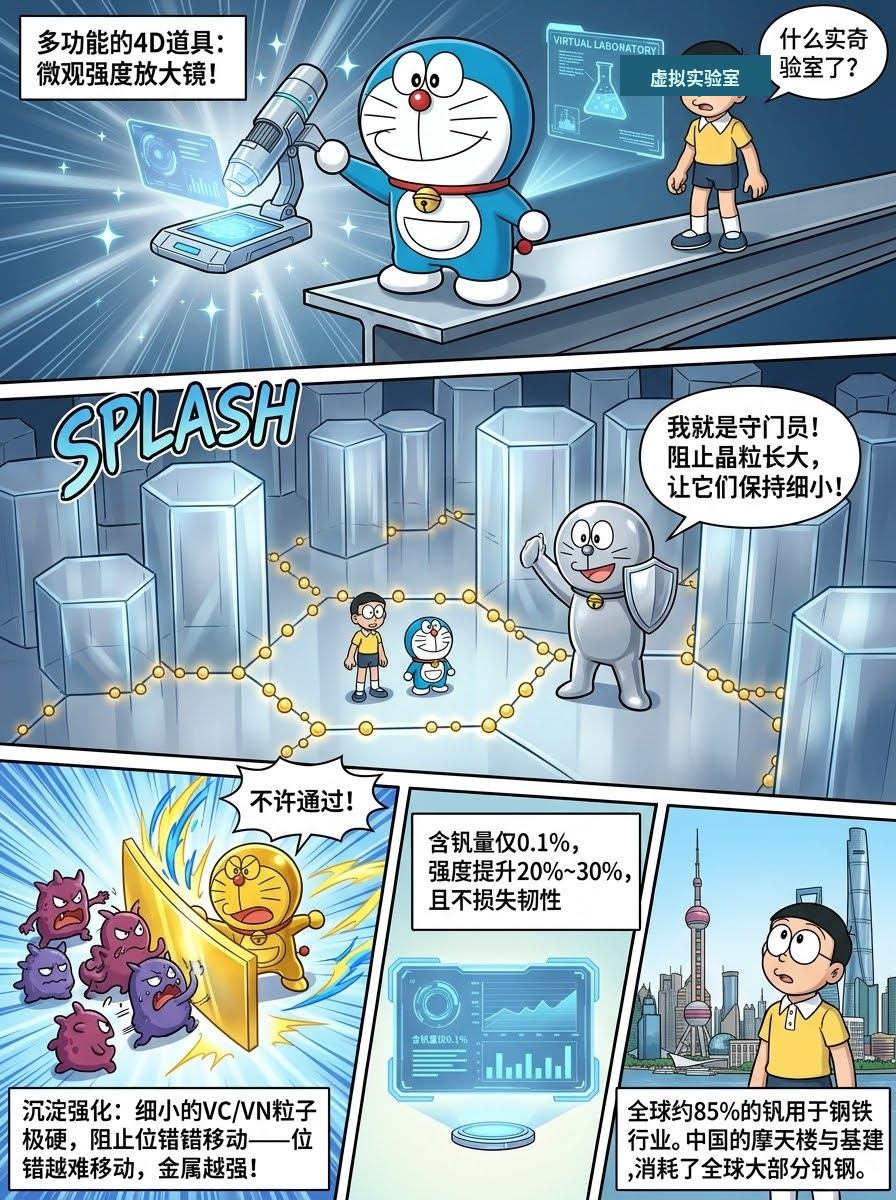 多功能的4D道具：
微观强度放大镜！
VIRTUAL LABORATORY
虚拟实验室
什么实奇
验室了？
SPLASH
我就是守门员！
阻止晶粒长大，
让它们保持细小！
不许通过！
沉淀强化：细小的VC/VN粒子
极硬，阻止位错错移动——位
错越难移动，金属越强！
含钒量仅0.1%，
强度提升20%~30%，
且不损失韧性
含钒量仅0.1%
全球约85%的钒用于钢铁
行业。中国的摩天楼与基建
,消耗了全球大部分钒钢。